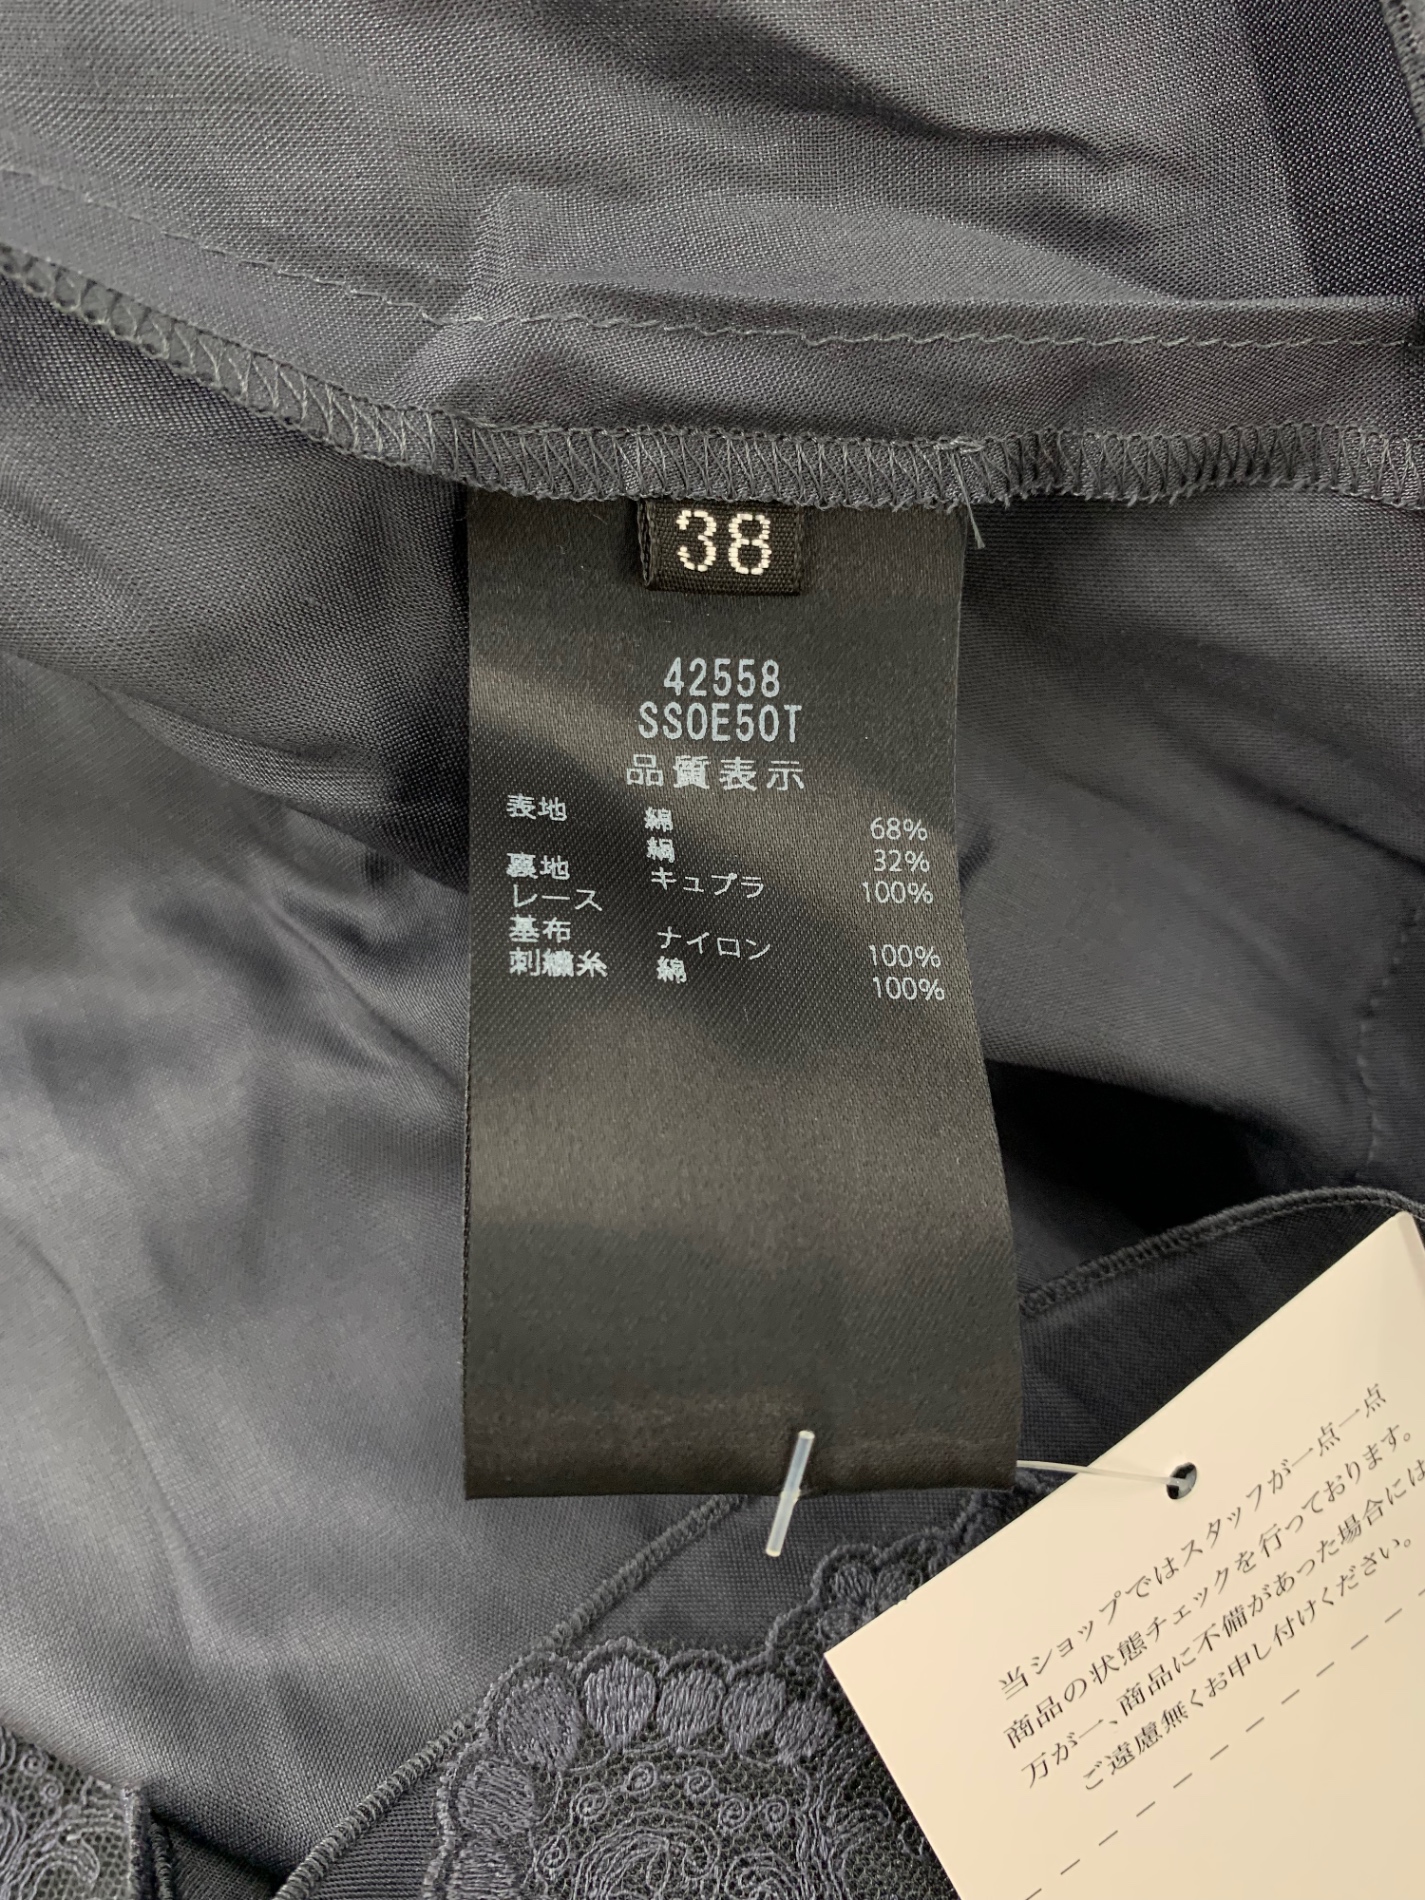 38
42558
SS0E50T
品質表示
表地 綿 68%
絹 32%
裏地 キュプラ 100%
レース
基布 ナイロン 100%
刺繍糸 綿 100%
当ショップではスタッフが一点一点
商品の状態チェックを行っております。
万が一、商品に不備があった場合には
ご遠慮無くお申し付けください。